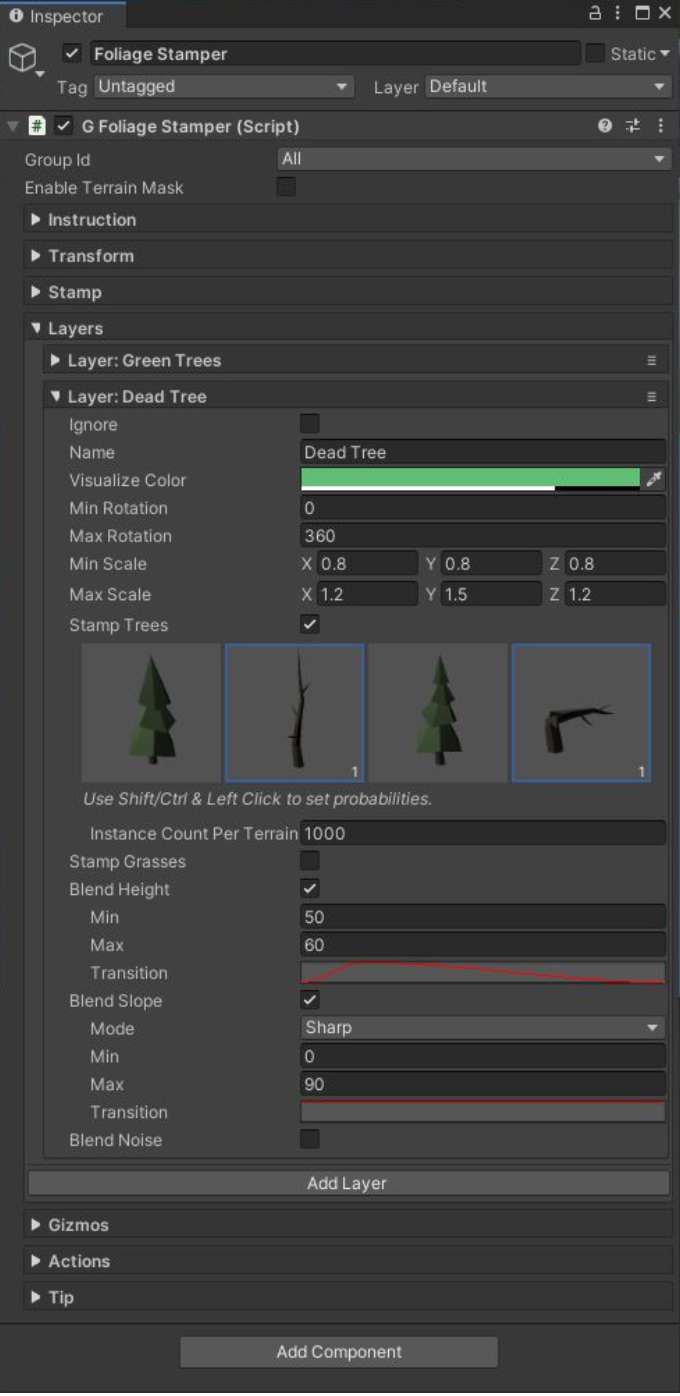 Inspector
Foliage Stamper Static
Tag Untagged Layer Default
# G Foliage Stamper (Script)
Group Id All
Enable Terrain Mask
Instruction
Transform
Stamp
Layers
Layer: Green Trees
Layer: Dead Tree
Ignore
Name Dead Tree
Visualize Color
Min Rotation 0
Max Rotation 360
Min Scale X 0.8 Y 0.8 Z 0.8
Max Scale X 1.2 Y 1.5 Z 1.2
Stamp Trees
1 1
Use Shift/Ctrl & Left Click to set probabilities.
Instance Count Per Terrain 1000
Stamp Grasses
Blend Height
Min 50
Max 60
Transition
Blend Slope
Mode Sharp
Min 0
Max 90
Transition
Blend Noise
Add Layer
Gizmos
Actions
Tip
Add Component